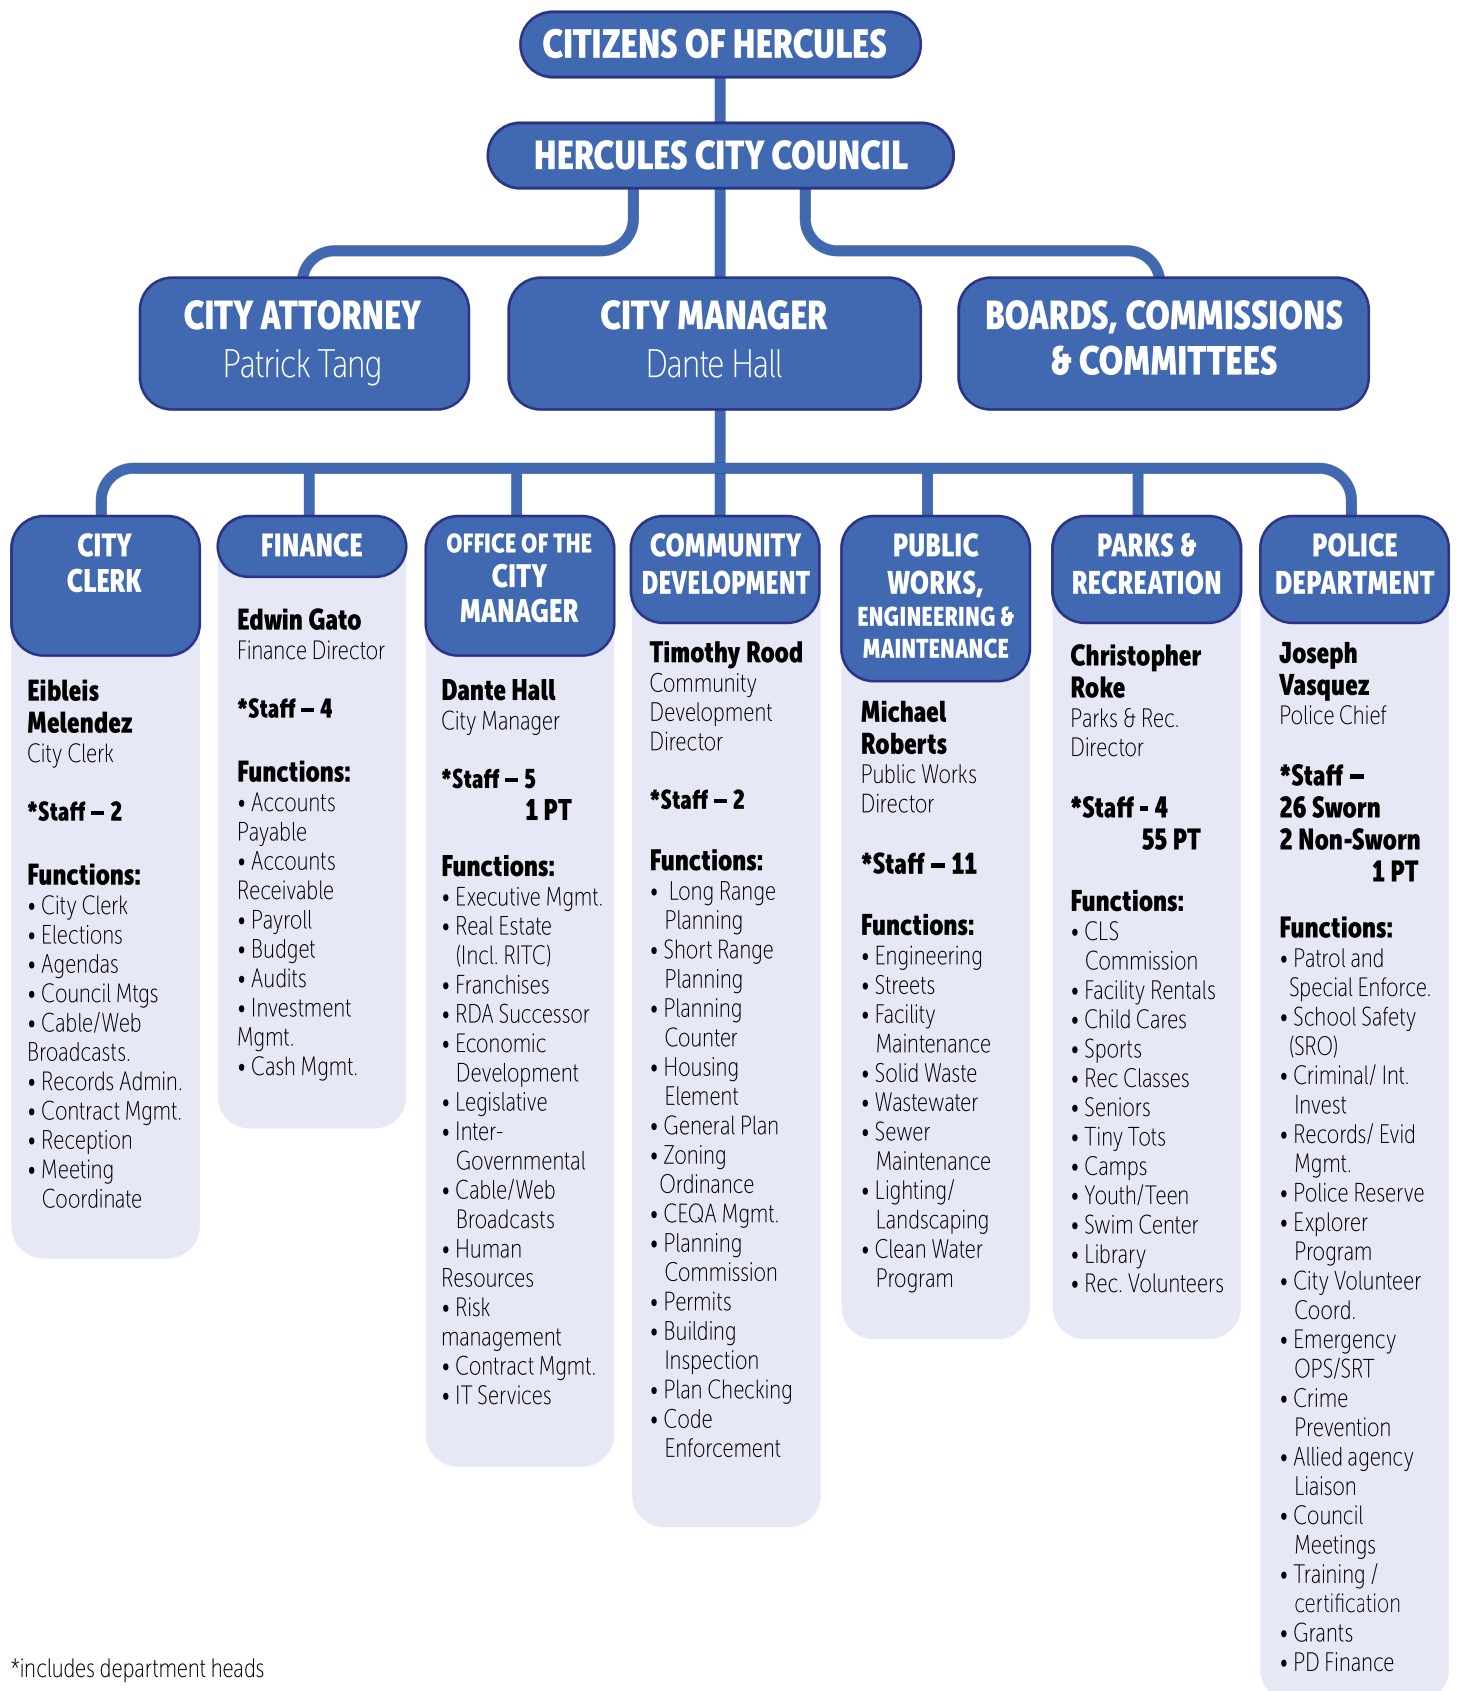 CITIZENS OF HERCULES
HERCULES CITY COUNCIL
CITY ATTORNEY
Patrick Tang
CITY MANAGER
Dante Hall
BOARDS, COMMISSIONS
& COMMITTEES
CITY
CLERK
Eibleis
Melendez
City Clerk
*Staff – 2
Functions:
• City Clerk
• Elections
• Agendas
• Council Mtgs
• Cable/Web
Broadcasts.
• Records Admin.
• Contract Mgmt.
• Reception
• Meeting
Coordinate
FINANCE
Edwin Gato
Finance Director
*Staff – 4
Functions:
• Accounts
Payable
• Accounts
Receivable
• Payroll
• Budget
• Audits
• Investment
Mgmt.
• Cash Mgmt.
OFFICE OF THE
CITY
MANAGER
Dante Hall
City Manager
*Staff – 5
1 PT
Functions:
• Executive Mgmt.
• Real Estate
(Incl. RITC)
• Franchises
• RDA Successor
• Economic
Development
• Legislative
• Inter-
Governmental
• Cable/Web
Broadcasts
• Human
Resources
• Risk
management
• Contract Mgmt.
• IT Services
COMMUNITY
DEVELOPMENT
Timothy Rood
Community
Development
Director
*Staff – 2
Functions:
• Long Range
Planning
• Short Range
Planning
• Planning
Counter
• Housing
Element
• General Plan
• Zoning
Ordinance
• CEQA Mgmt.
• Planning
Commission
• Permits
• Building
Inspection
• Plan Checking
• Code
Enforcement
PUBLIC
WORKS,
ENGINEERING &
MAINTENANCE
Michael
Roberts
Public Works
Director
*Staff – 11
Functions:
• Engineering
• Streets
• Facility
Maintenance
• Solid Waste
• Wastewater
• Sewer
Maintenance
• Lighting/
Landscaping
• Clean Water
Program
PARKS &
RECREATION
Christopher
Roke
Parks & Rec.
Director
*Staff - 4
55 PT
Functions:
• CLS
Commission
• Facility Rentals
• Child Cares
• Sports
• Rec Classes
• Seniors
• Tiny Tots
• Camps
• Youth/Teen
• Swim Center
• Library
• Rec. Volunteers
POLICE
DEPARTMENT
Joseph
Vasquez
Police Chief
*Staff –
26 Sworn
2 Non-Sworn
1 PT
Functions:
• Patrol and
Special Enforce.
• School Safety
(SRO)
• Criminal/ Int.
Invest
• Records/ Evid
Mgmt.
• Police Reserve
• Explorer
Program
• City Volunteer
Coord.
• Emergency
OPS/SRT
• Crime
Prevention
• Allied agency
Liaison
• Council
Meetings
• Training /
certification
• Grants
• PD Finance
*includes department heads